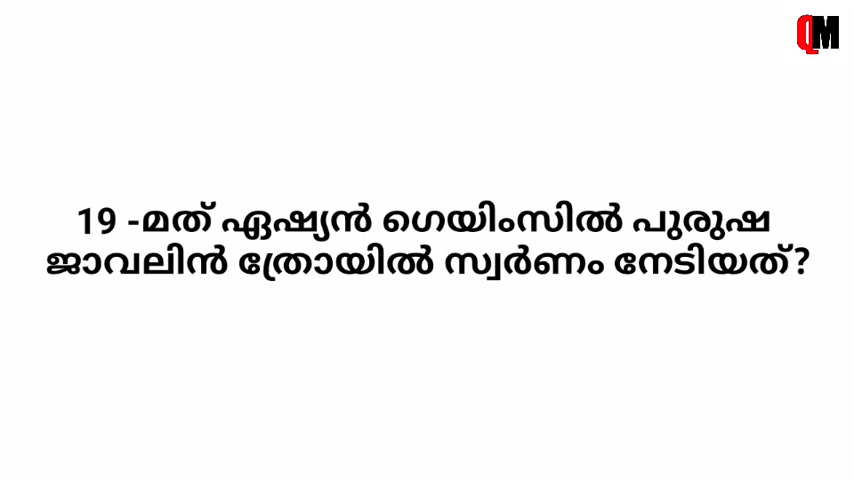 QM
19 -മത് ഏഷ്യൻ ഗെയിംസിൽ പുരുഷ
ജാവലിൻ ത്രോയിൽ സ്വർണം നേടിയത്?